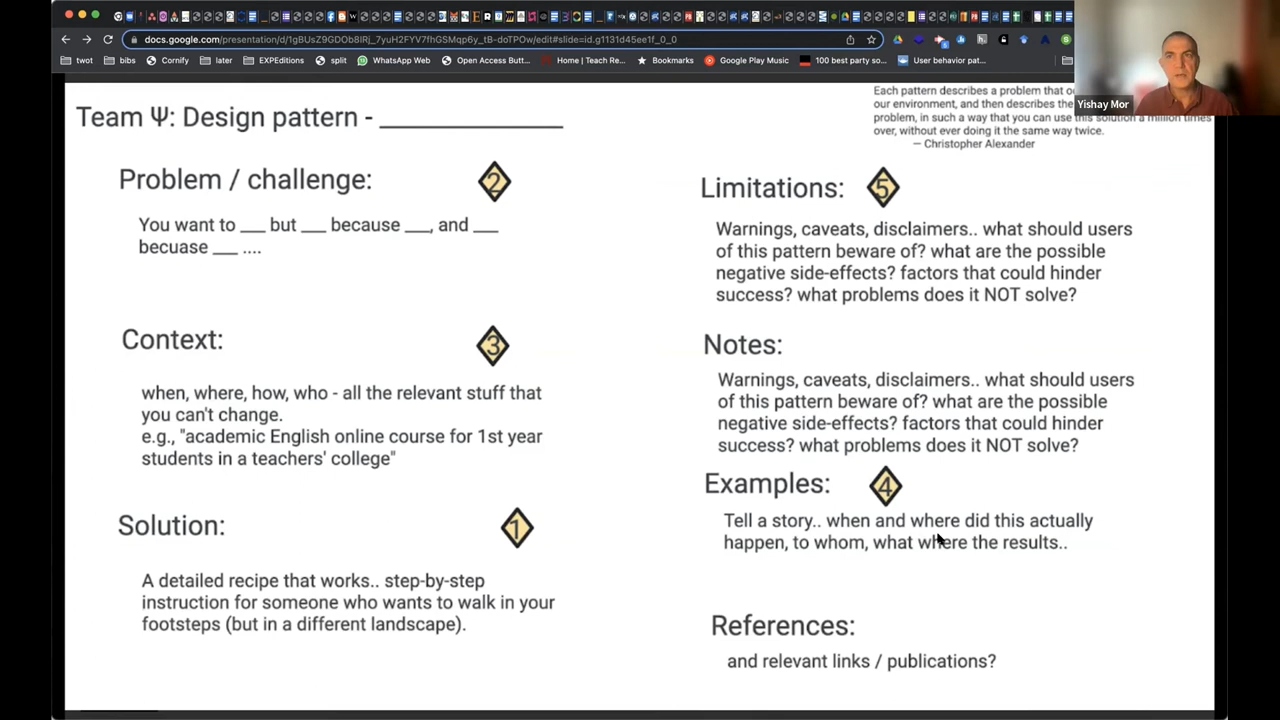 docs.google.com/presentation/d/1gBUsZ9GDOb8IRj_7yuH2FYV7fhGSMqp6y_tB-doTPOw/edit#slide=id.g1131d45ee1f_0_0
twot bibs Cornify later EXPEditions split WhatsApp Web Open Access Butt... Home | Teach Re... Bookmarks Google Play Music 100 best party so... User behavior pat...
Yishay Mor
Each pattern describes a problem that
our environment, and then describes the
problem, in such a way that you can use this solution a million times
over, without ever doing it the same way twice.
— Christopher Alexander
Team Ψ: Design pattern - _______________
Problem / challenge:
2
You want to ___ but ___ because ___, and ___
becuase ___ ....
Context:
3
when, where, how, who - all the relevant stuff that
you can't change.
e.g., "academic English online course for 1st year
students in a teachers' college"
Solution:
1
A detailed recipe that works.. step-by-step
instruction for someone who wants to walk in your
footsteps (but in a different landscape).
Limitations:
5
Warnings, caveats, disclaimers.. what should users
of this pattern beware of? what are the possible
negative side-effects? factors that could hinder
success? what problems does it NOT solve?
Notes:
Warnings, caveats, disclaimers.. what should users
of this pattern beware of? what are the possible
negative side-effects? factors that could hinder
success? what problems does it NOT solve?
Examples:
4
Tell a story.. when and where did this actually
happen, to whom, what where the results..
References:
and relevant links / publications?